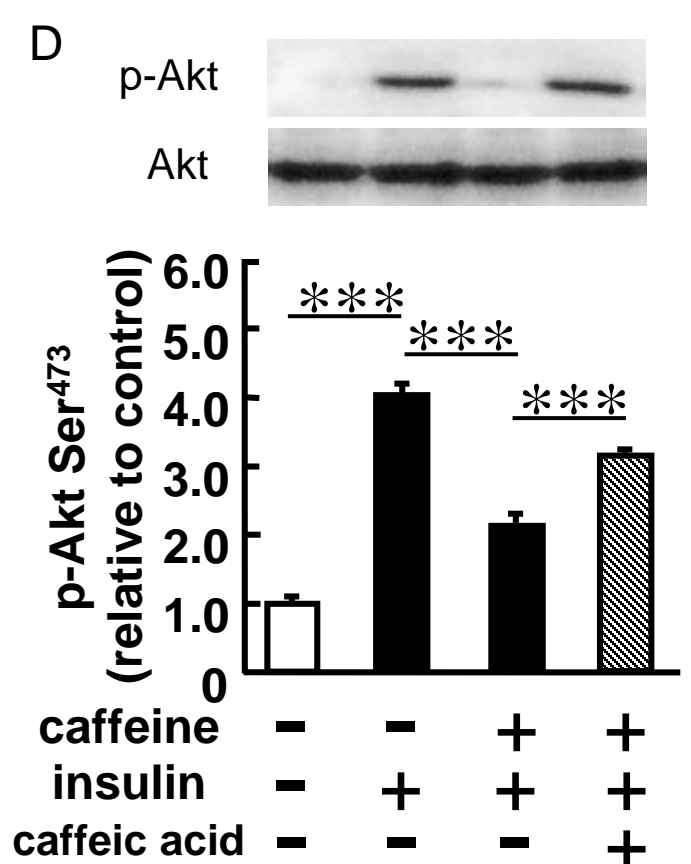 D
p-Akt
Akt
p-Akt Ser473
(relative to control)
6.0
5.0
4.0
3.0
2.0
1.0
0
***
***
***
caffeine - - + +
insulin - + + +
caffeic acid - - - +